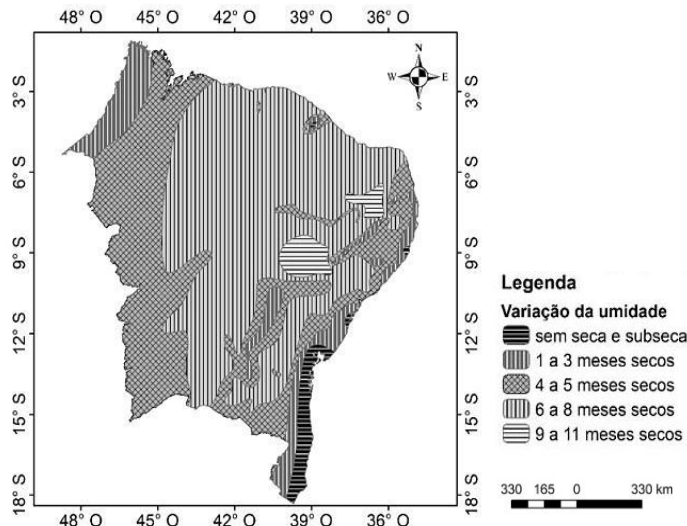 48° O 45° O 42° O 39° O 36° O
N
W E
S
3° S 3° S
6° S 6° S
9° S 9° S
12° S 12° S
15° S 15° S
18° S 18° S
48° O 45° O 42° O 39° O 36° O
Legenda
Variação da umidade
sem seca e subseca
1 a 3 meses secos
4 a 5 meses secos
6 a 8 meses secos
9 a 11 meses secos
330 165 0 330 km